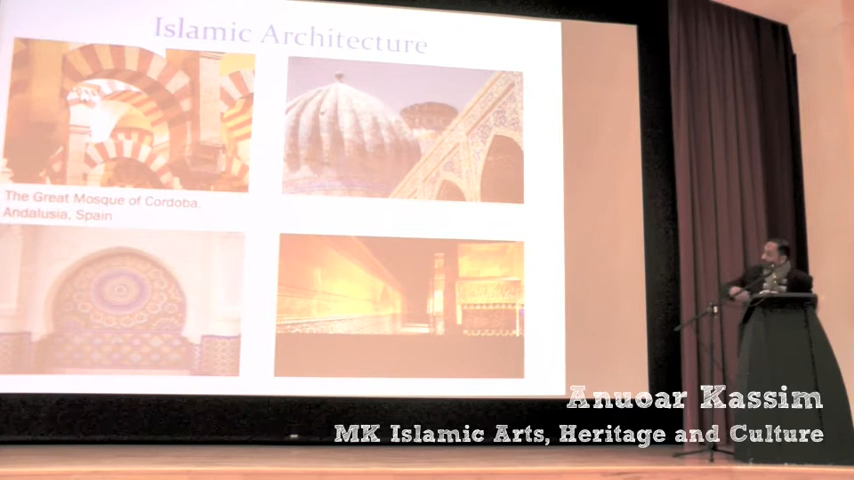 Islamic Architecture
The Great Mosque of Cordoba,
Andalusia, Spain
Anuoar Kassim
MK Islamic Arts, Heritage and Culture